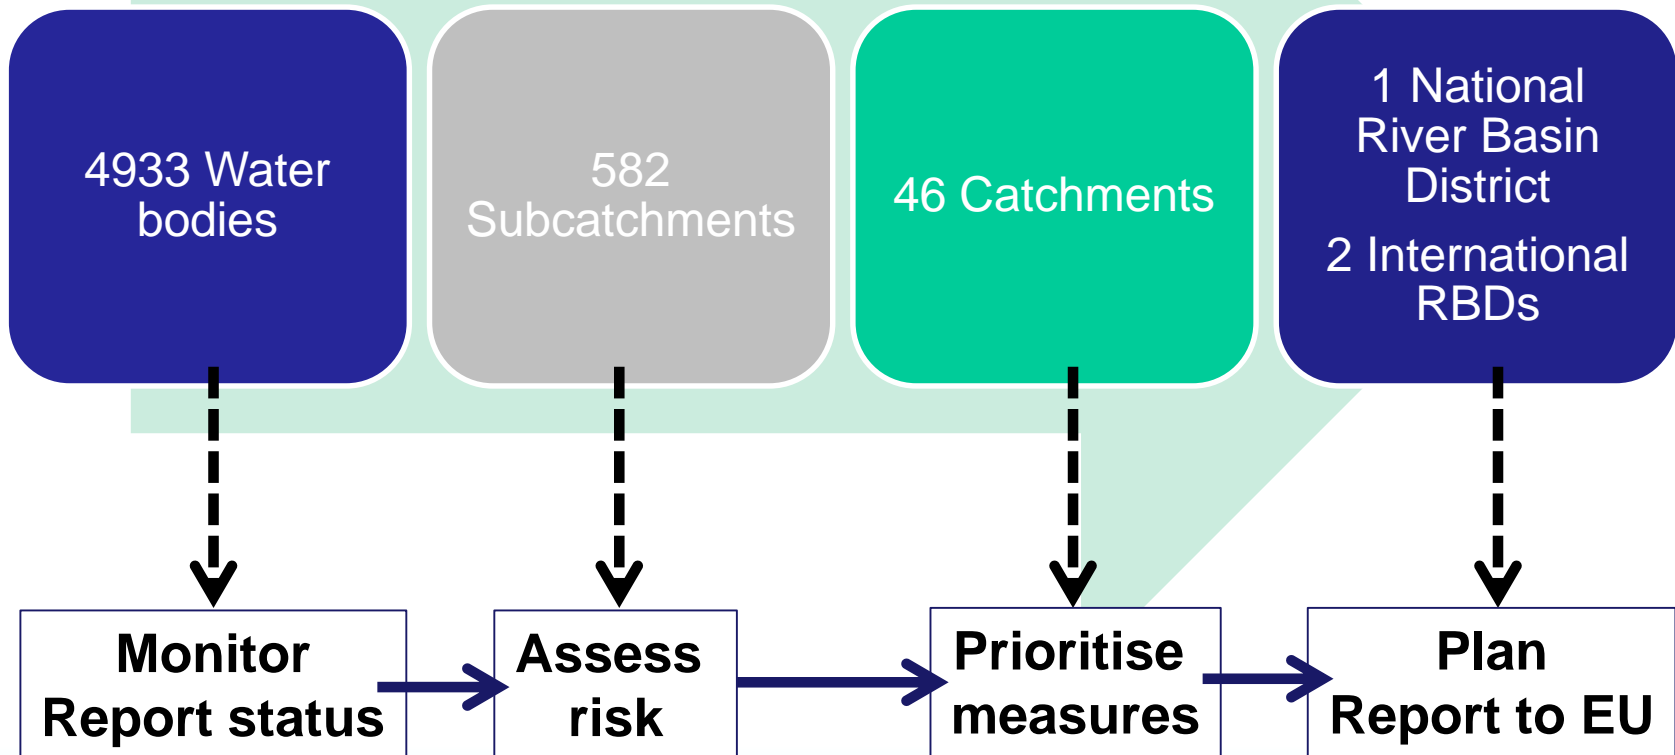 4933 Water
bodies
582
Subcatchments
46 Catchments
1 National
River Basin
District
2 International
RBDs
Monitor
Report status
Assess
risk
Prioritise
measures
Plan
Report to EU